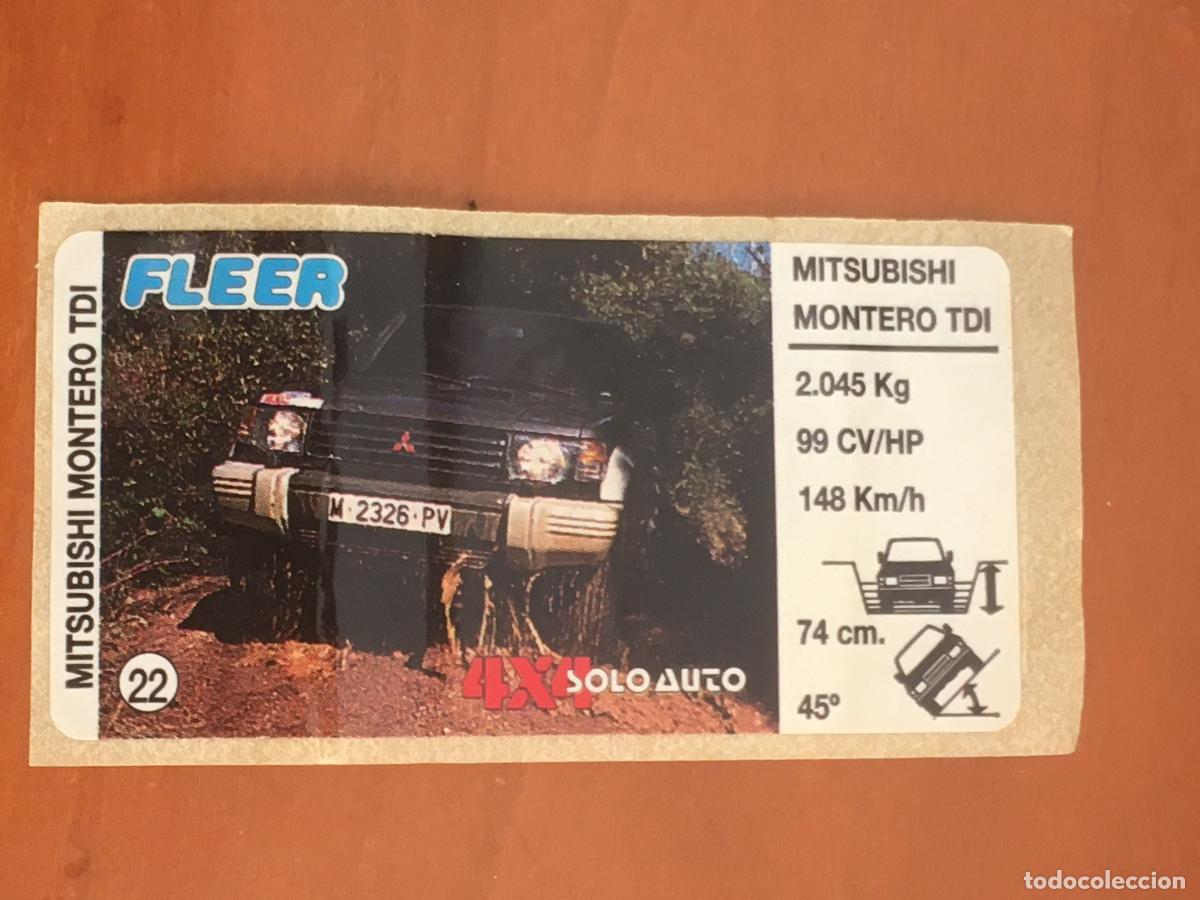 MITSUBISHI MONTERO TDI
FLEER
M·2326·PV
22
4X4 SOLO AUTO
MITSUBISHI
MONTERO TDI
2.045 Kg
99 CV/HP
148 Km/h
74 cm.
45º
todocoleccion